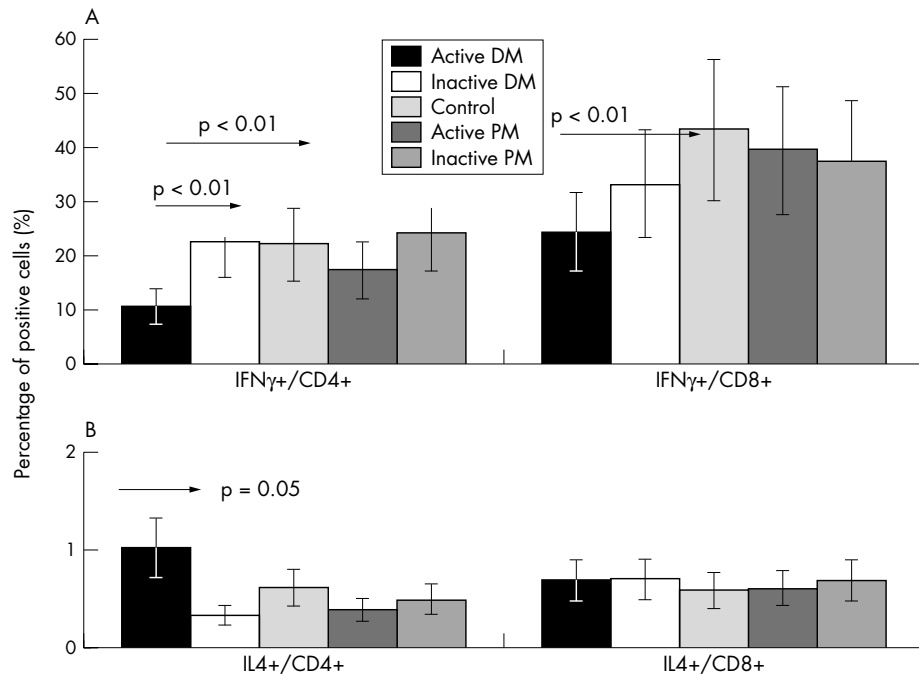 A
60
50
40
30
20
10
0
Active DM
Inactive DM
Control
Active PM
Inactive PM
p < 0.01
p < 0.01
p < 0.01
IFNγ+/CD4+
IFNγ+/CD8+
Percentage of positive cells (%)
B
2
1
0
p = 0.05
IL4+/CD4+
IL4+/CD8+